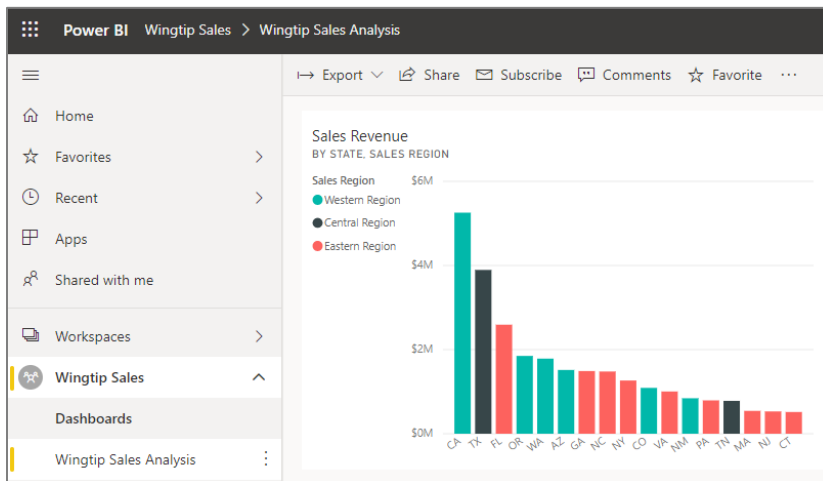 Power BI Wingtip Sales > Wingtip Sales Analysis
Export Share Subscribe Comments Favorite ...
Home
Favorites
Recent
Apps
Shared with me
Workspaces
Wingtip Sales
Dashboards
Wingtip Sales Analysis
Sales Revenue
BY STATE, SALES REGION
Sales Region
Western Region
Central Region
Eastern Region
$6M
$4M
$2M
$0M
CA TX FL OR WA AZ GA NC NY CO VA NM PA TN MA NJ CT